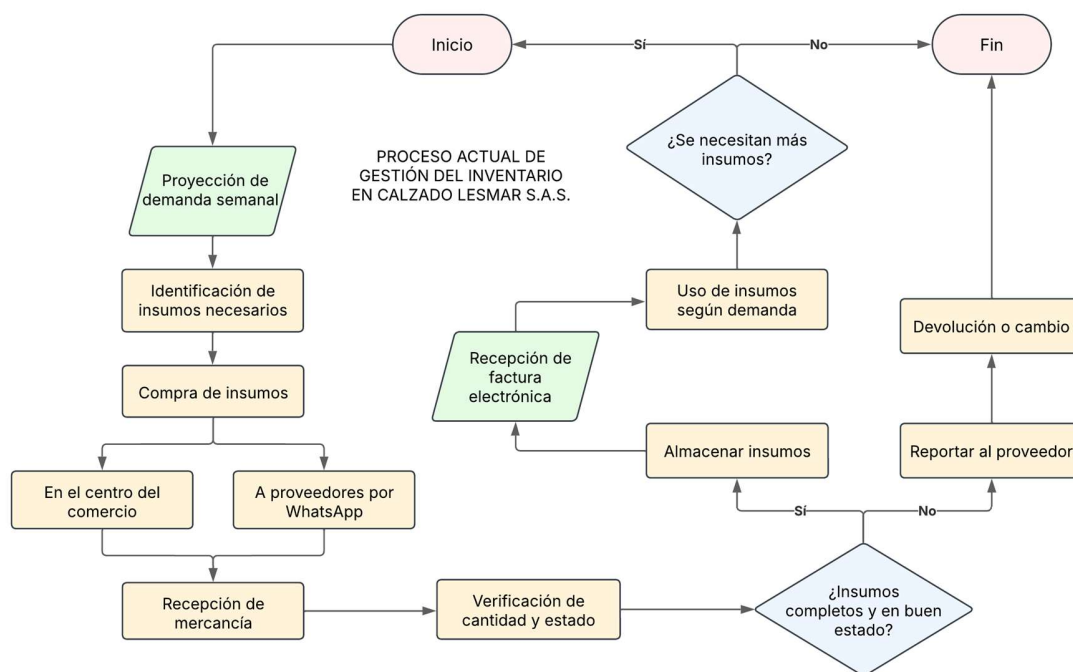 Inicio
Sí
No
Fin
¿Se necesitan más
insumos?
PROCESO ACTUAL DE
GESTIÓN DEL INVENTARIO
EN CALZADO LESMAR S.A.S.
Proyección de
demanda semanal
Identificación de
insumos necesarios
Uso de insumos
según demanda
Devolución o cambio
Recepción de
factura
electrónica
Compra de insumos
Almacenar insumos
Reportar al proveedor
En el centro del
comercio
A proveedores por
WhatsApp
Sí
No
Recepción de
mercancía
Verificación de
cantidad y estado
¿Insumos
completos y en buen
estado?